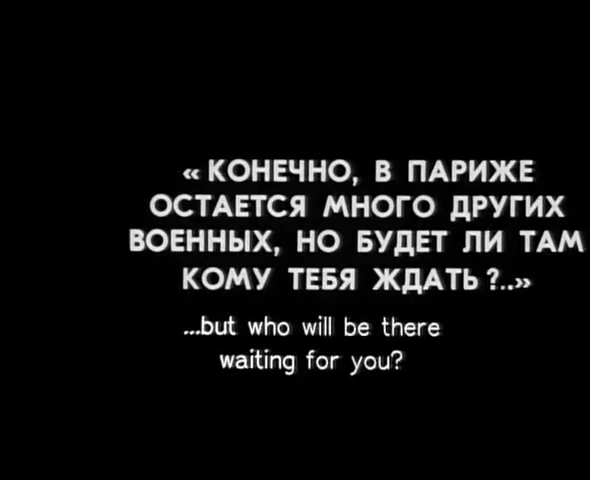 « КОНЕЧНО, В ПАРИЖЕ
ОСТАЕТСЯ МНОГО ДРУГИХ
ВОЕННЫХ, НО БУДЕТ ЛИ ТАМ
КОМУ ТЕБЯ ЖДАТЬ ?..»
...but who will be there
waiting for you?